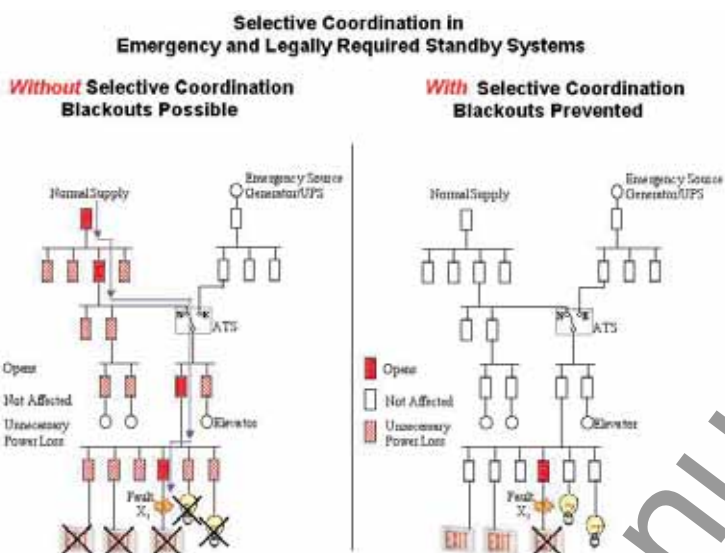 Selective Coordination in
Emergency and Legally Required Standby Systems
Without Selective Coordination
Blackouts Possible
Normal Supply
Emergency Source
Generator/UPS
ATS
Opens
Not Affected
Unnecessary
Power Loss
Elevator
Fault
X₁
With Selective Coordination
Blackouts Prevented
Normal Supply
Emergency Source
Generator/UPS
N
E
ATS
Opens
Not Affected
Unnecessary
Power Loss
Elevator
Fault
X₁
EXIT
EXIT